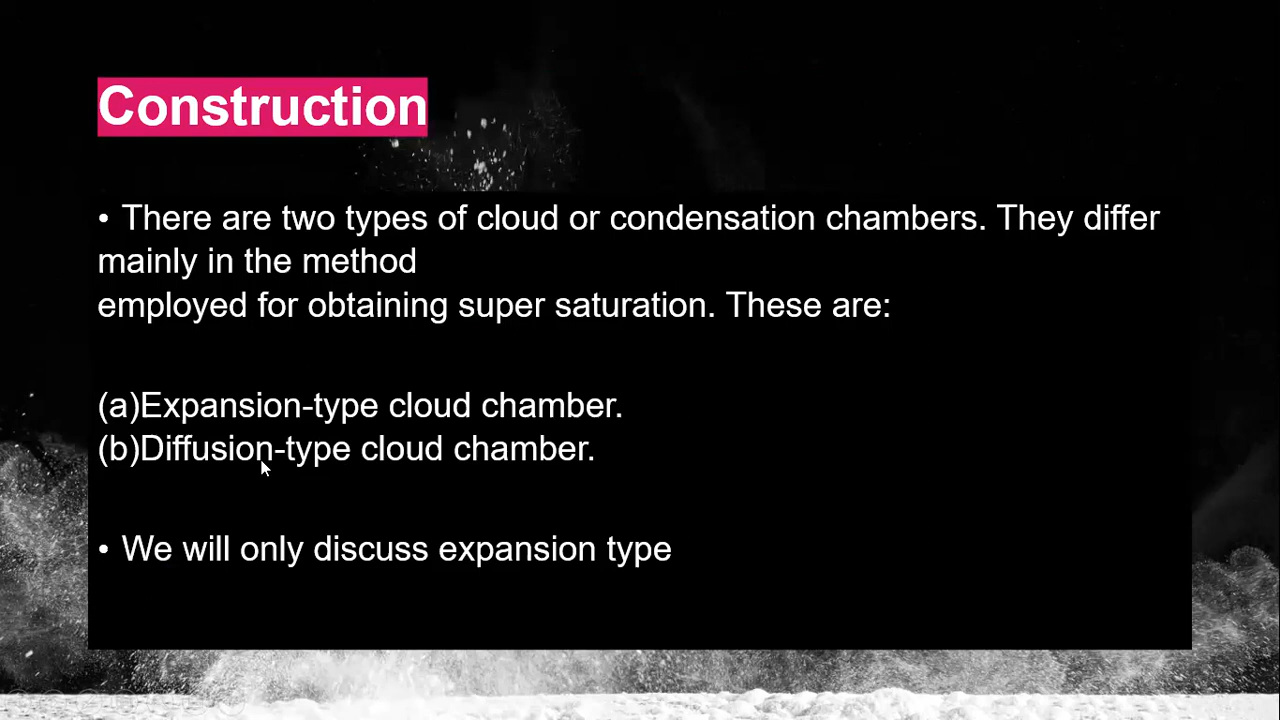 Construction
• There are two types of cloud or condensation chambers. They differ
mainly in the method
employed for obtaining super saturation. These are:
(a)Expansion-type cloud chamber.
(b)Diffusion-type cloud chamber.
• We will only discuss expansion type